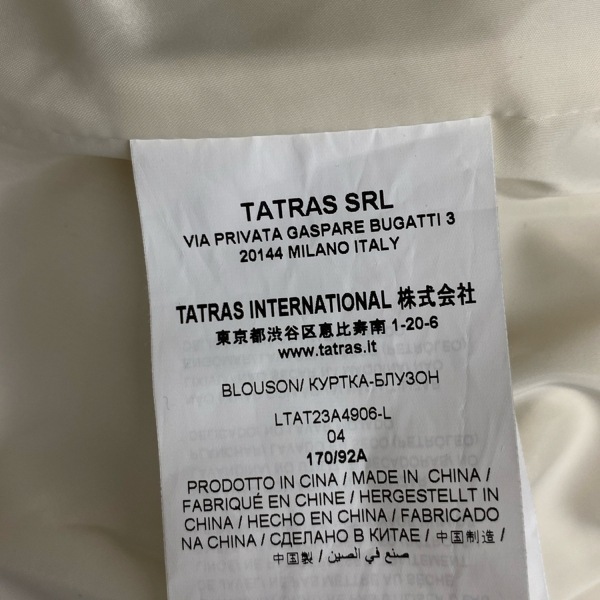 TATRAS SRL
VIA PRIVATA GASPARE BUGATTI 3
20144 MILANO ITALY
TATRAS INTERNATIONAL 株式会社
東京都渋谷区恵比寿南 1-20-6
www.tatras.it
BLOUSON/ КУРТКА-БЛУЗОН
LTAT23A4906-L
04
170/92A
PRODOTTO IN CINA / MADE IN CHINA /
FABRIQUÉ EN CHINE / HERGESTELLT IN
CHINA / HECHO EN CHINA / FABRICADO
NA CHINA / СДЕЛАНО В КИТАЕ / 中国制造 /
中国製 / صنع في الصين /